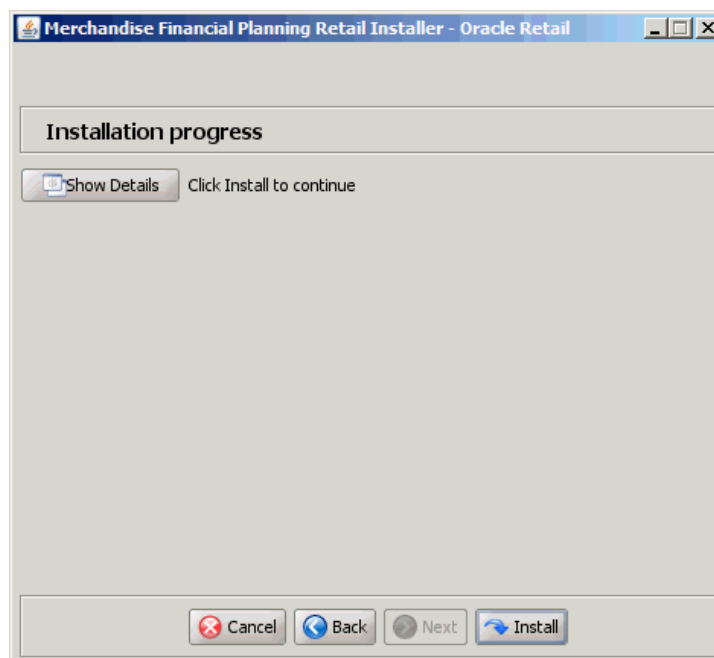 Merchandise Financial Planning Retail Installer - Oracle Retail
Installation progress
Show Details Click Install to continue
Cancel Back Next Install